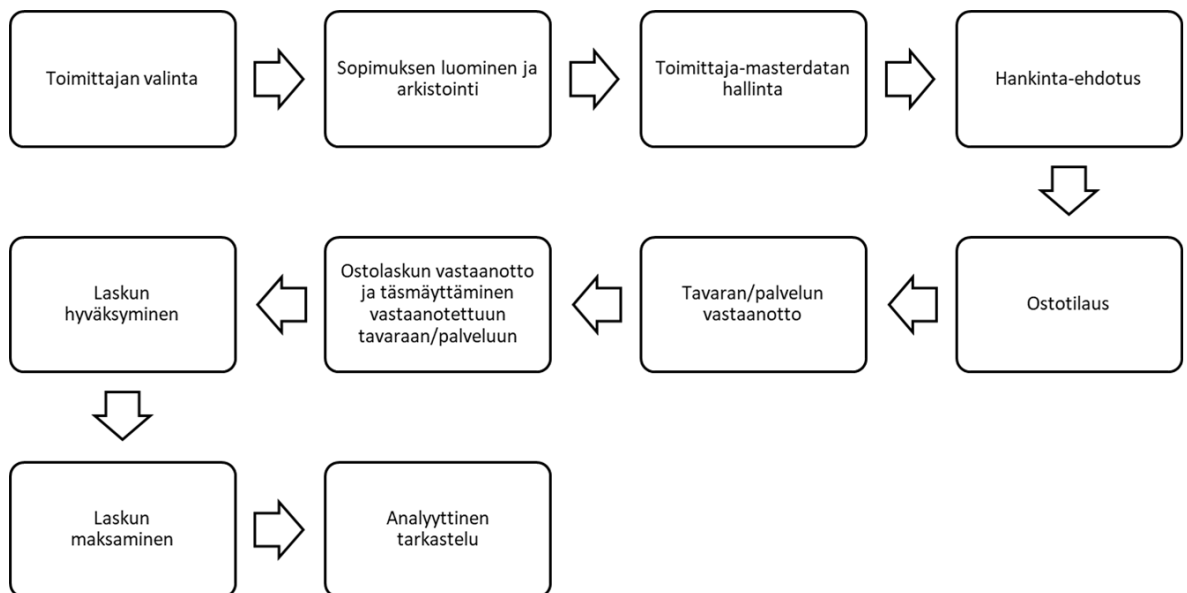 Toimittajan valinta
Sopimuksen luominen ja
arkistointi
Toimittaja-masterdatan
hallinta
Hankinta-ehdotus
Ostotilaus
Tavaran/palvelun
vastaanotto
Ostolaskun vastaanotto
ja täsmäyttäminen
vastaanotettuun
tavaraan/palveluun
Laskun
hyväksyminen
Laskun
maksaminen
Analyyttinen
tarkastelu